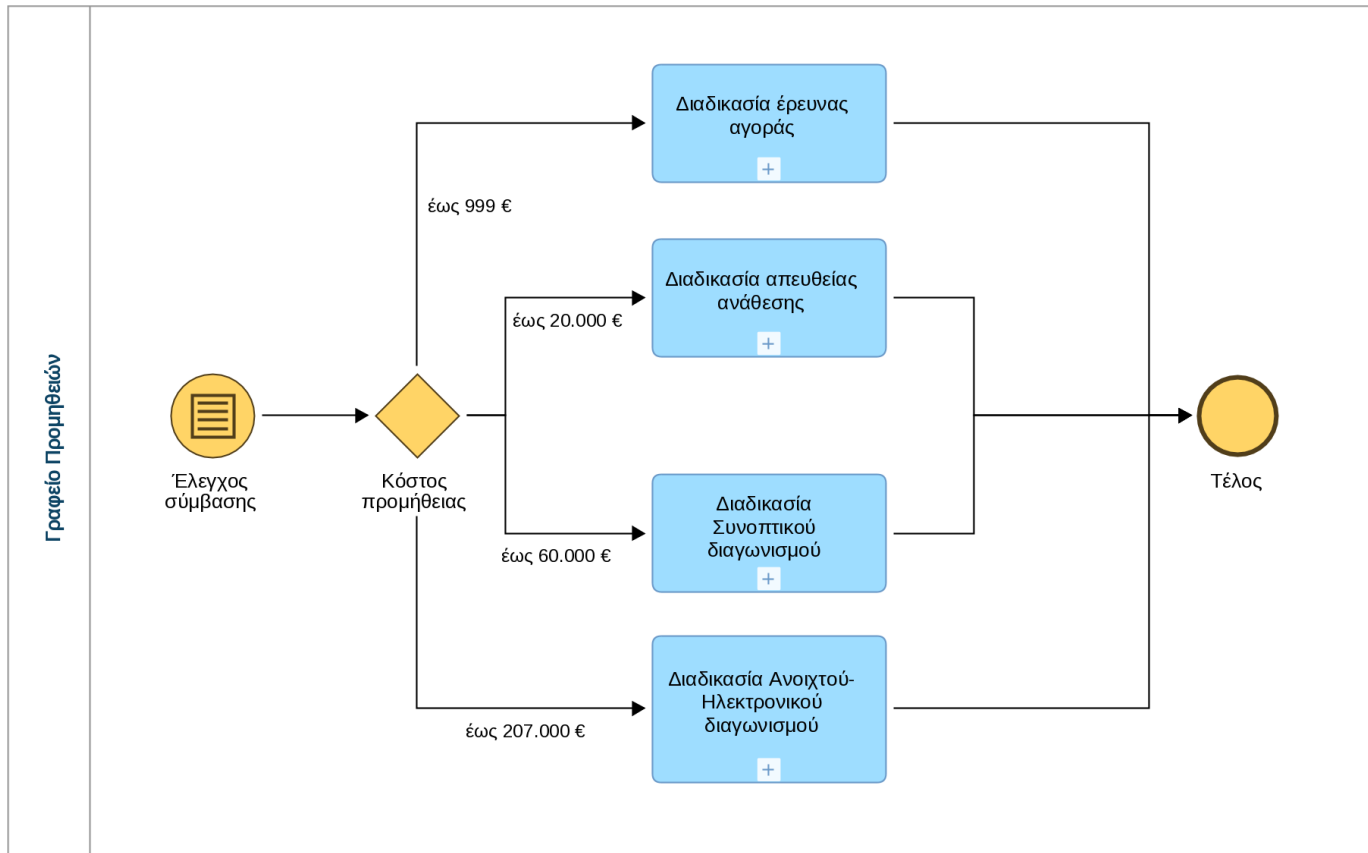 Γραφείο Προμηθειών
Έλεγχος
σύμβασης
Κόστος
προμήθειας
έως 999 €
Διαδικασία έρευνας
αγοράς
έως 20.000 €
Διαδικασία απευθείας
ανάθεσης
έως 60.000 €
Διαδικασία
Συνοπτικού
διαγωνισμού
έως 207.000 €
Διαδικασία Ανοιχτού-
Ηλεκτρονικού
διαγωνισμού
Τέλος